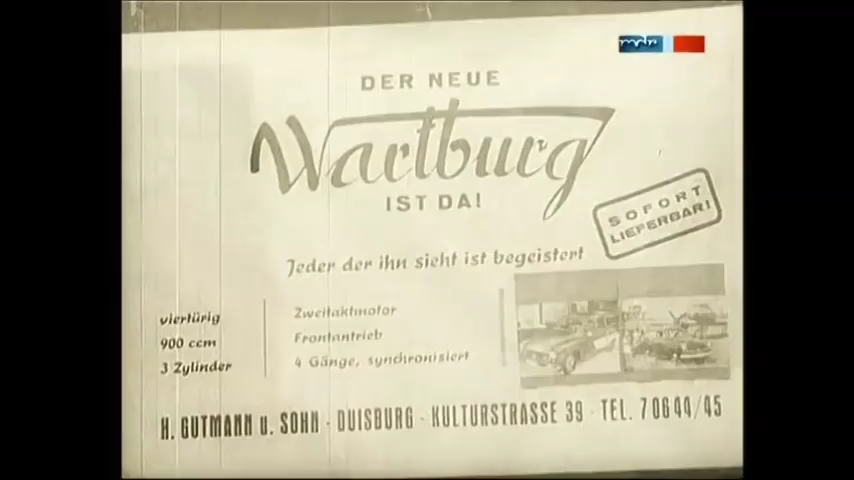 mdr
DER NEUE
Wartburg
IST DA!
SOFORT
LIEFERBAR!
Jeder der ihn sieht ist begeistert
viertürig
900 ccm
3 Zylinder
Zweitaktmotor
Frontantrieb
4 Gänge, synchronisiert
H. GUTMANN u. SOHN · DUISBURG · KULTURSTRASSE 39 · TEL. 70644/45